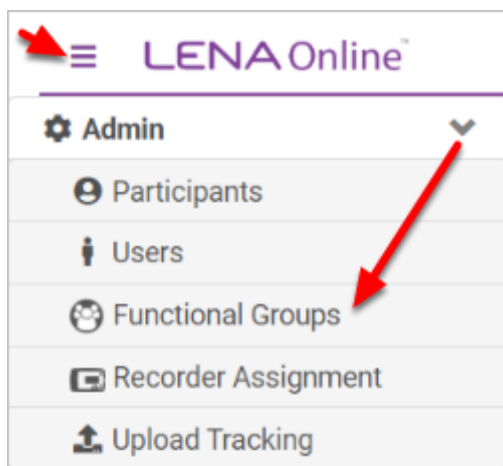 LENA Online™
Admin
Participants
Users
Functional Groups
Recorder Assignment
Upload Tracking